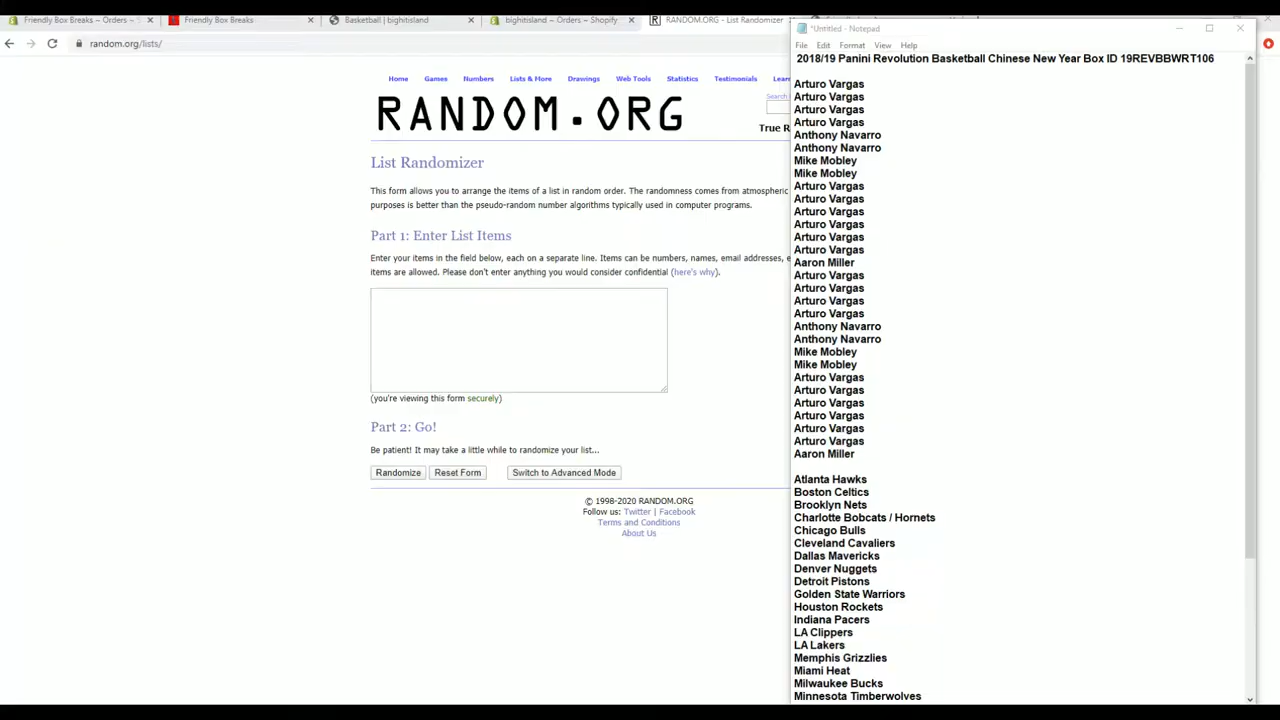 Friendly Box Breaks – Orders –
Friendly Box Breaks
Basketball | bighitisland
bighitisland – Orders – Shopify
RANDOM.ORG - List Randomizer
random.org/lists/
Home Games Numbers Lists & More Drawings Web Tools Statistics Testimonials Lear
Search
RANDOM.ORG
True R
List Randomizer
This form allows you to arrange the items of a list in random order. The randomness comes from atmospheric
purposes is better than the pseudo-random number algorithms typically used in computer programs.
Part 1: Enter List Items
Enter your items in the field below, each on a separate line. Items can be numbers, names, email addresses, e
items are allowed. Please don't enter anything you would consider confidential (here's why).
(you're viewing this form securely)
Part 2: Go!
Be patient! It may take a little while to randomize your list...
Randomize Reset Form Switch to Advanced Mode
© 1998-2020 RANDOM.ORG
Follow us: Twitter | Facebook
Terms and Conditions
About Us
*Untitled - Notepad
File Edit Format View Help
2018/19 Panini Revolution Basketball Chinese New Year Box ID 19REVBBWRT106
Arturo Vargas
Arturo Vargas
Arturo Vargas
Arturo Vargas
Anthony Navarro
Anthony Navarro
Mike Mobley
Mike Mobley
Arturo Vargas
Arturo Vargas
Arturo Vargas
Arturo Vargas
Arturo Vargas
Arturo Vargas
Aaron Miller
Arturo Vargas
Arturo Vargas
Arturo Vargas
Arturo Vargas
Anthony Navarro
Anthony Navarro
Mike Mobley
Mike Mobley
Arturo Vargas
Arturo Vargas
Arturo Vargas
Arturo Vargas
Arturo Vargas
Arturo Vargas
Aaron Miller
Atlanta Hawks
Boston Celtics
Brooklyn Nets
Charlotte Bobcats / Hornets
Chicago Bulls
Cleveland Cavaliers
Dallas Mavericks
Denver Nuggets
Detroit Pistons
Golden State Warriors
Houston Rockets
Indiana Pacers
LA Clippers
LA Lakers
Memphis Grizzlies
Miami Heat
Milwaukee Bucks
Minnesota Timberwolves